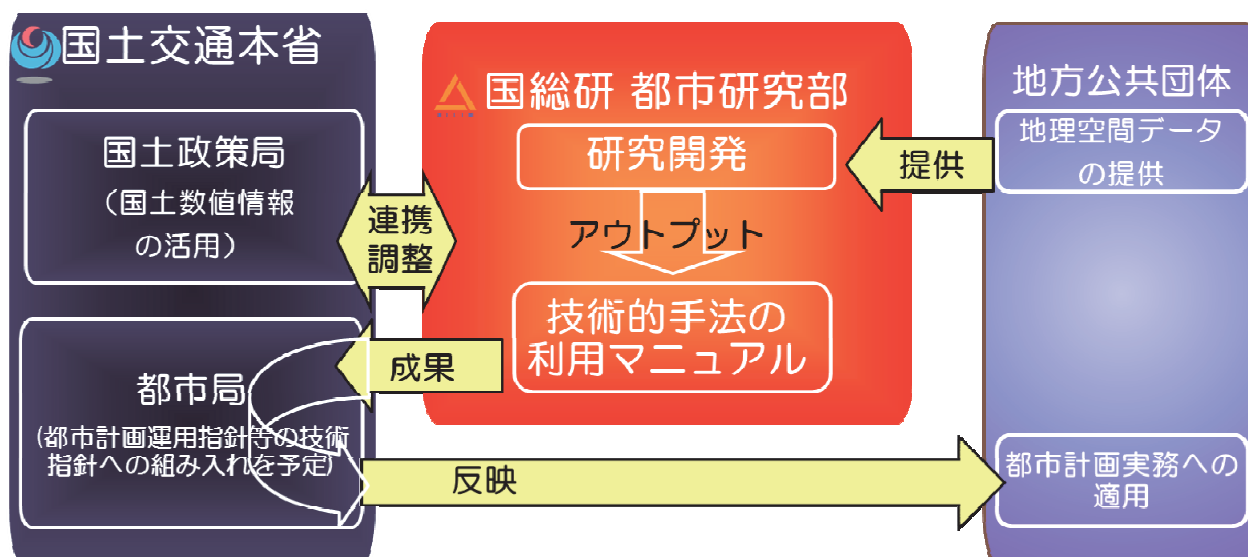 国土交通本省
国土政策局
（国土数値情報
の活用）
都市局
(都市計画運用指針等の技術
指針への組み入れを予定)
連携
調整
成果
反映
国総研 都市研究部
研究開発
アウトプット
技術的手法の
利用マニュアル
提供
地方公共団体
地理空間データ
の提供
都市計画実務への
適用